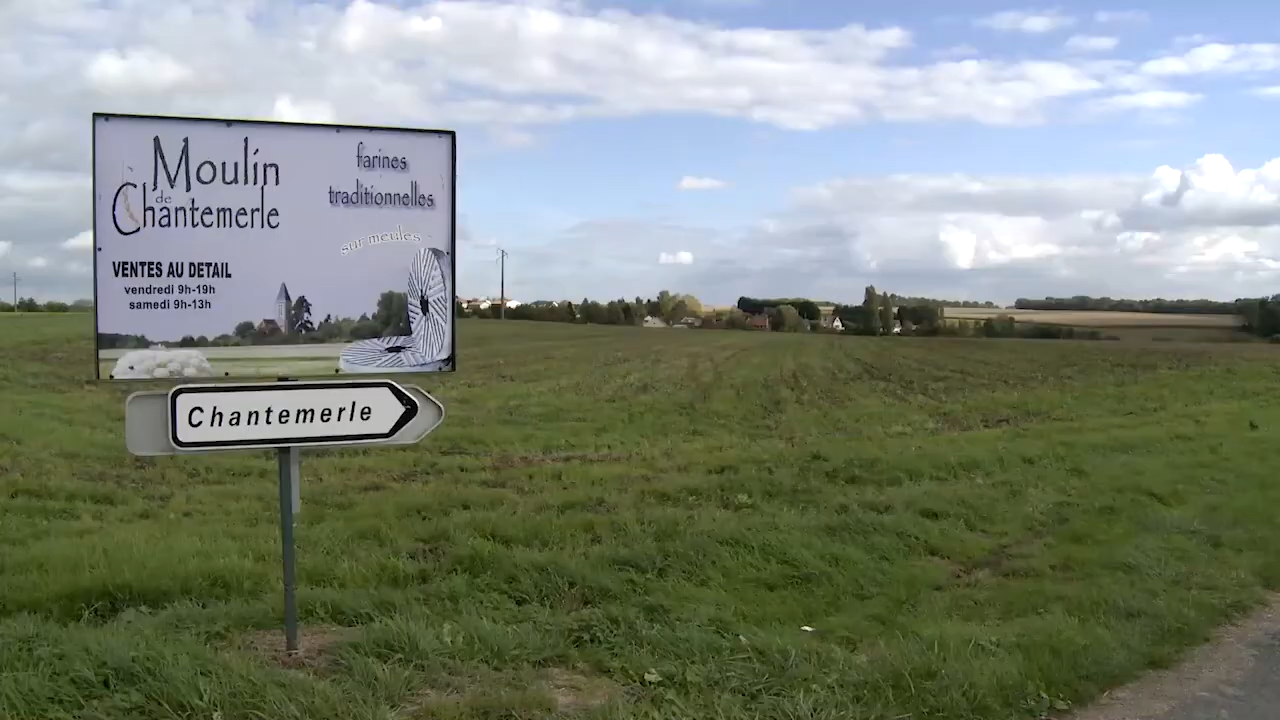 Moulin
de
Chantemerle
farines
traditionnelles
sur meules
VENTES AU DETAIL
vendredi 9h-19h
samedi 9h-13h
Chantemerle